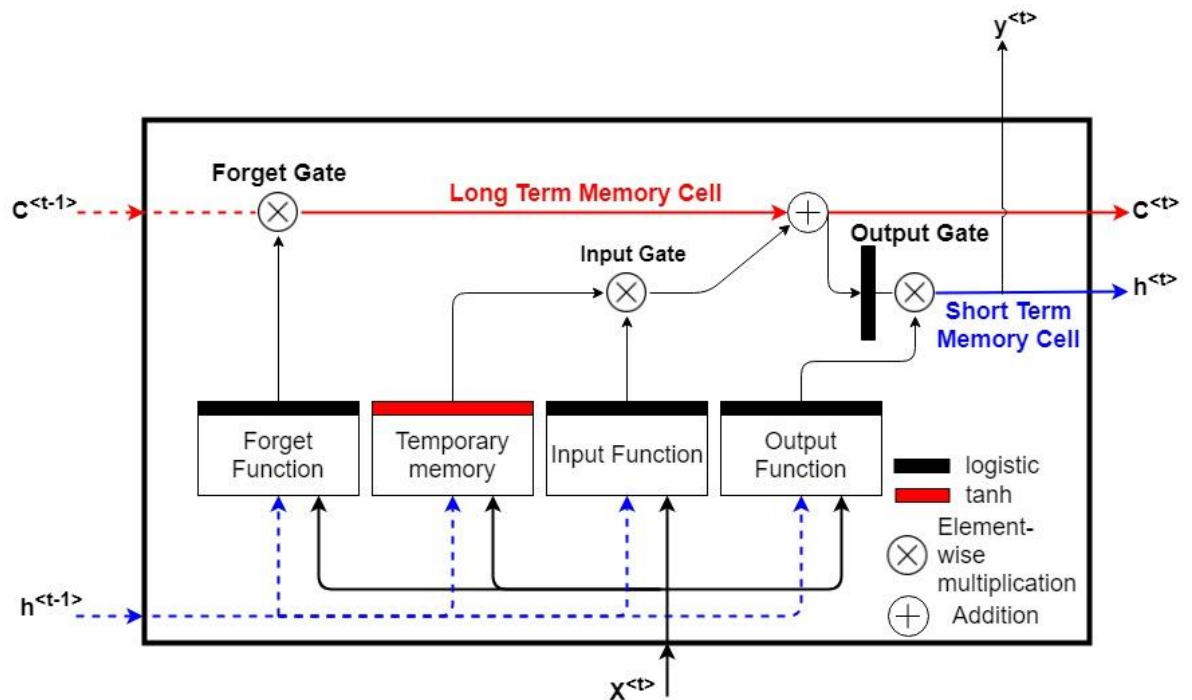 y<t>
Forget Gate
C<t-1>
Long Term Memory Cell
C<t>
Output Gate
Input Gate
h<t>
Short Term
Memory Cell
Forget
Function
Temporary
memory
Input Function
Output
Function
logistic
tanh
Element-
wise
multiplication
Addition
h<t-1>
X<t>